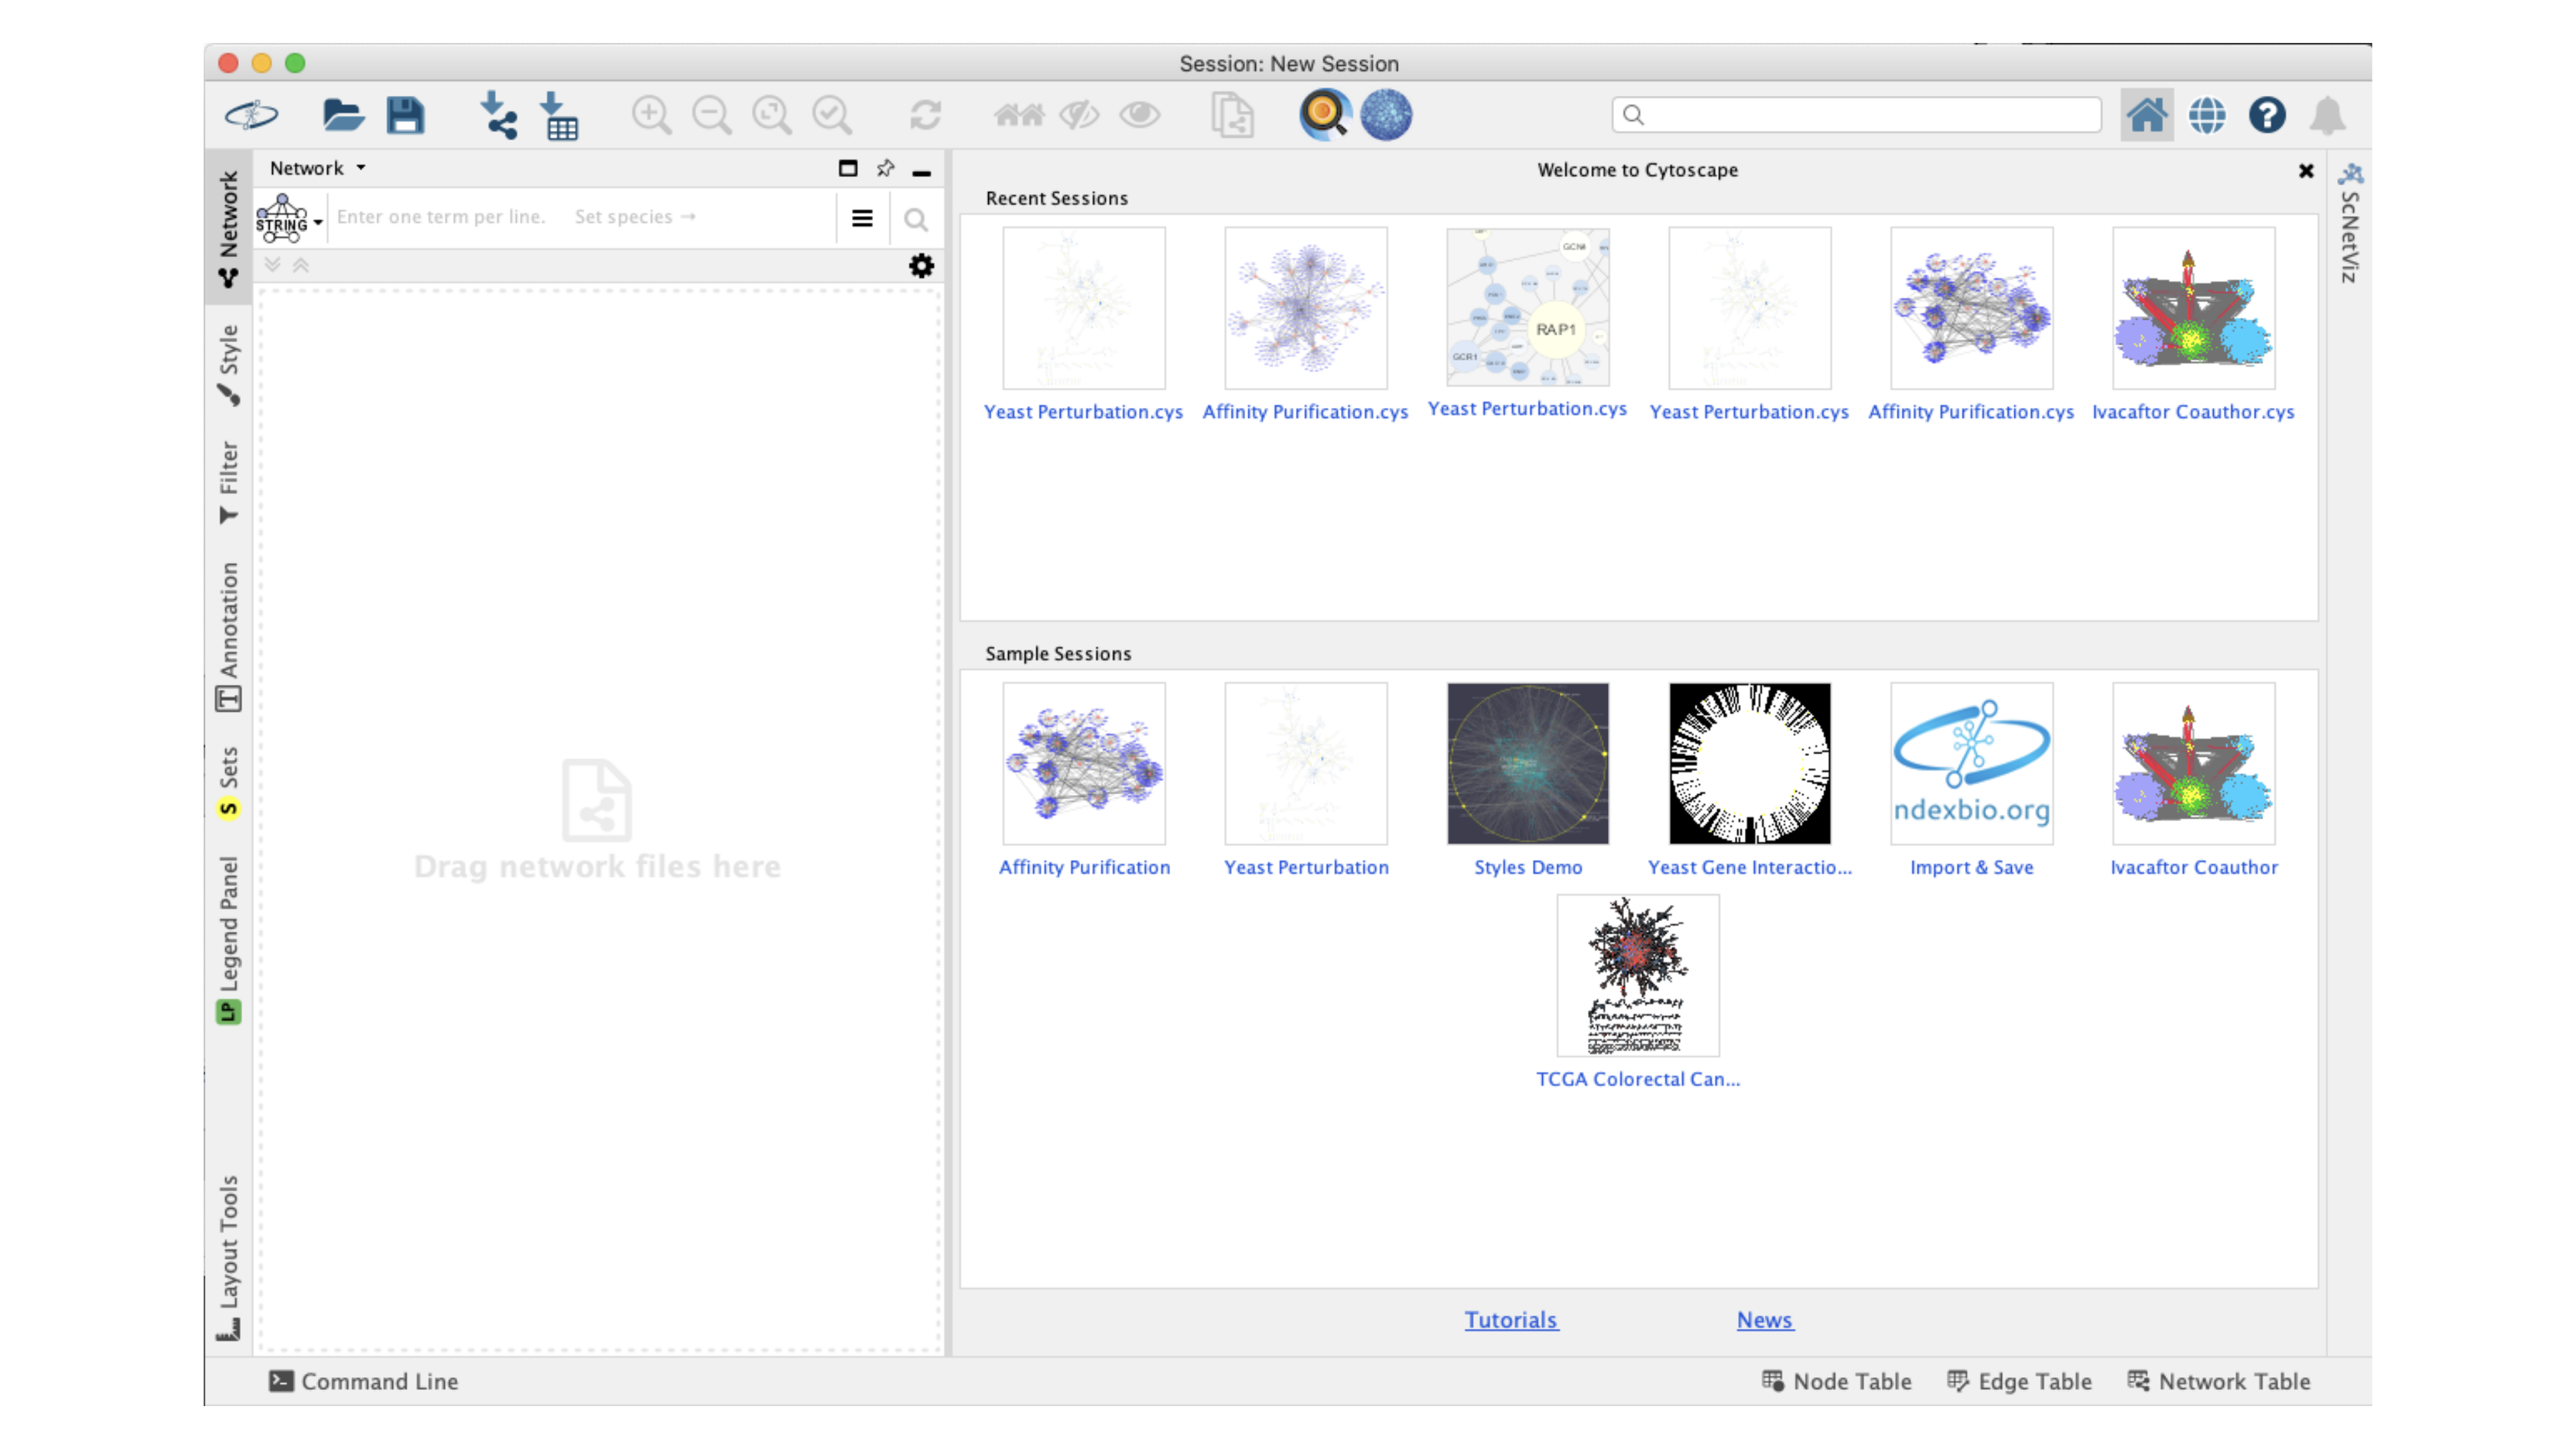 Session: New Session
Network
STRING
Enter one term per line.    Set species →
Network
Style
Filter
T Annotation
S Sets
LP Legend Panel
Layout Tools
Drag network files here
Welcome to Cytoscape
Recent Sessions
GCN4
RAP1
GCR1
Yeast Perturbation.cys
Affinity Purification.cys
Yeast Perturbation.cys
Yeast Perturbation.cys
Affinity Purification.cys
Ivacaftor Coauthor.cys
Sample Sessions
ndexbio.org
Affinity Purification
Yeast Perturbation
Styles Demo
Yeast Gene Interactio...
Import & Save
Ivacaftor Coauthor
TCGA Colorectal Can...
Tutorials
News
ScNetViz
Command Line
Node Table
Edge Table
Network Table